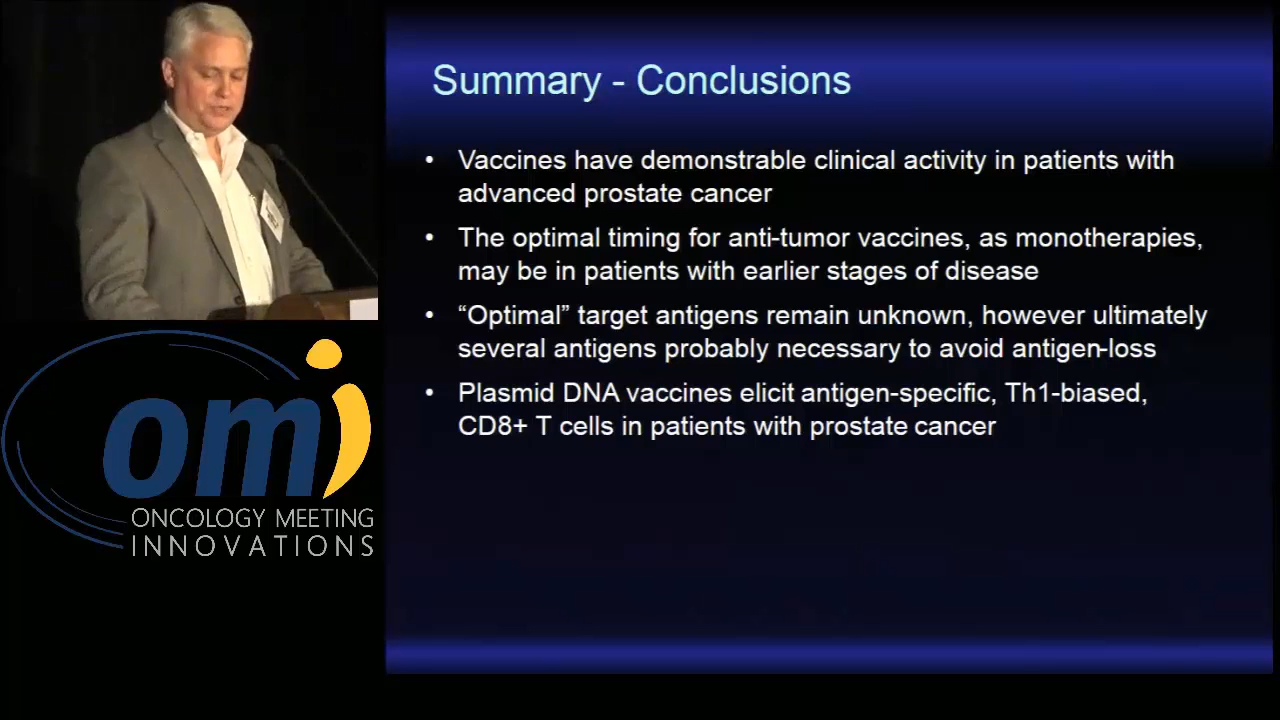 Summary - Conclusions
• Vaccines have demonstrable clinical activity in patients with
advanced prostate cancer
• The optimal timing for anti-tumor vaccines, as monotherapies,
may be in patients with earlier stages of disease
• “Optimal” target antigens remain unknown, however ultimately
several antigens probably necessary to avoid antigen-loss
• Plasmid DNA vaccines elicit antigen-specific, Th1-biased,
CD8+ T cells in patients with prostate cancer
omi
ONCOLOGY MEETING
INNOVATIONS